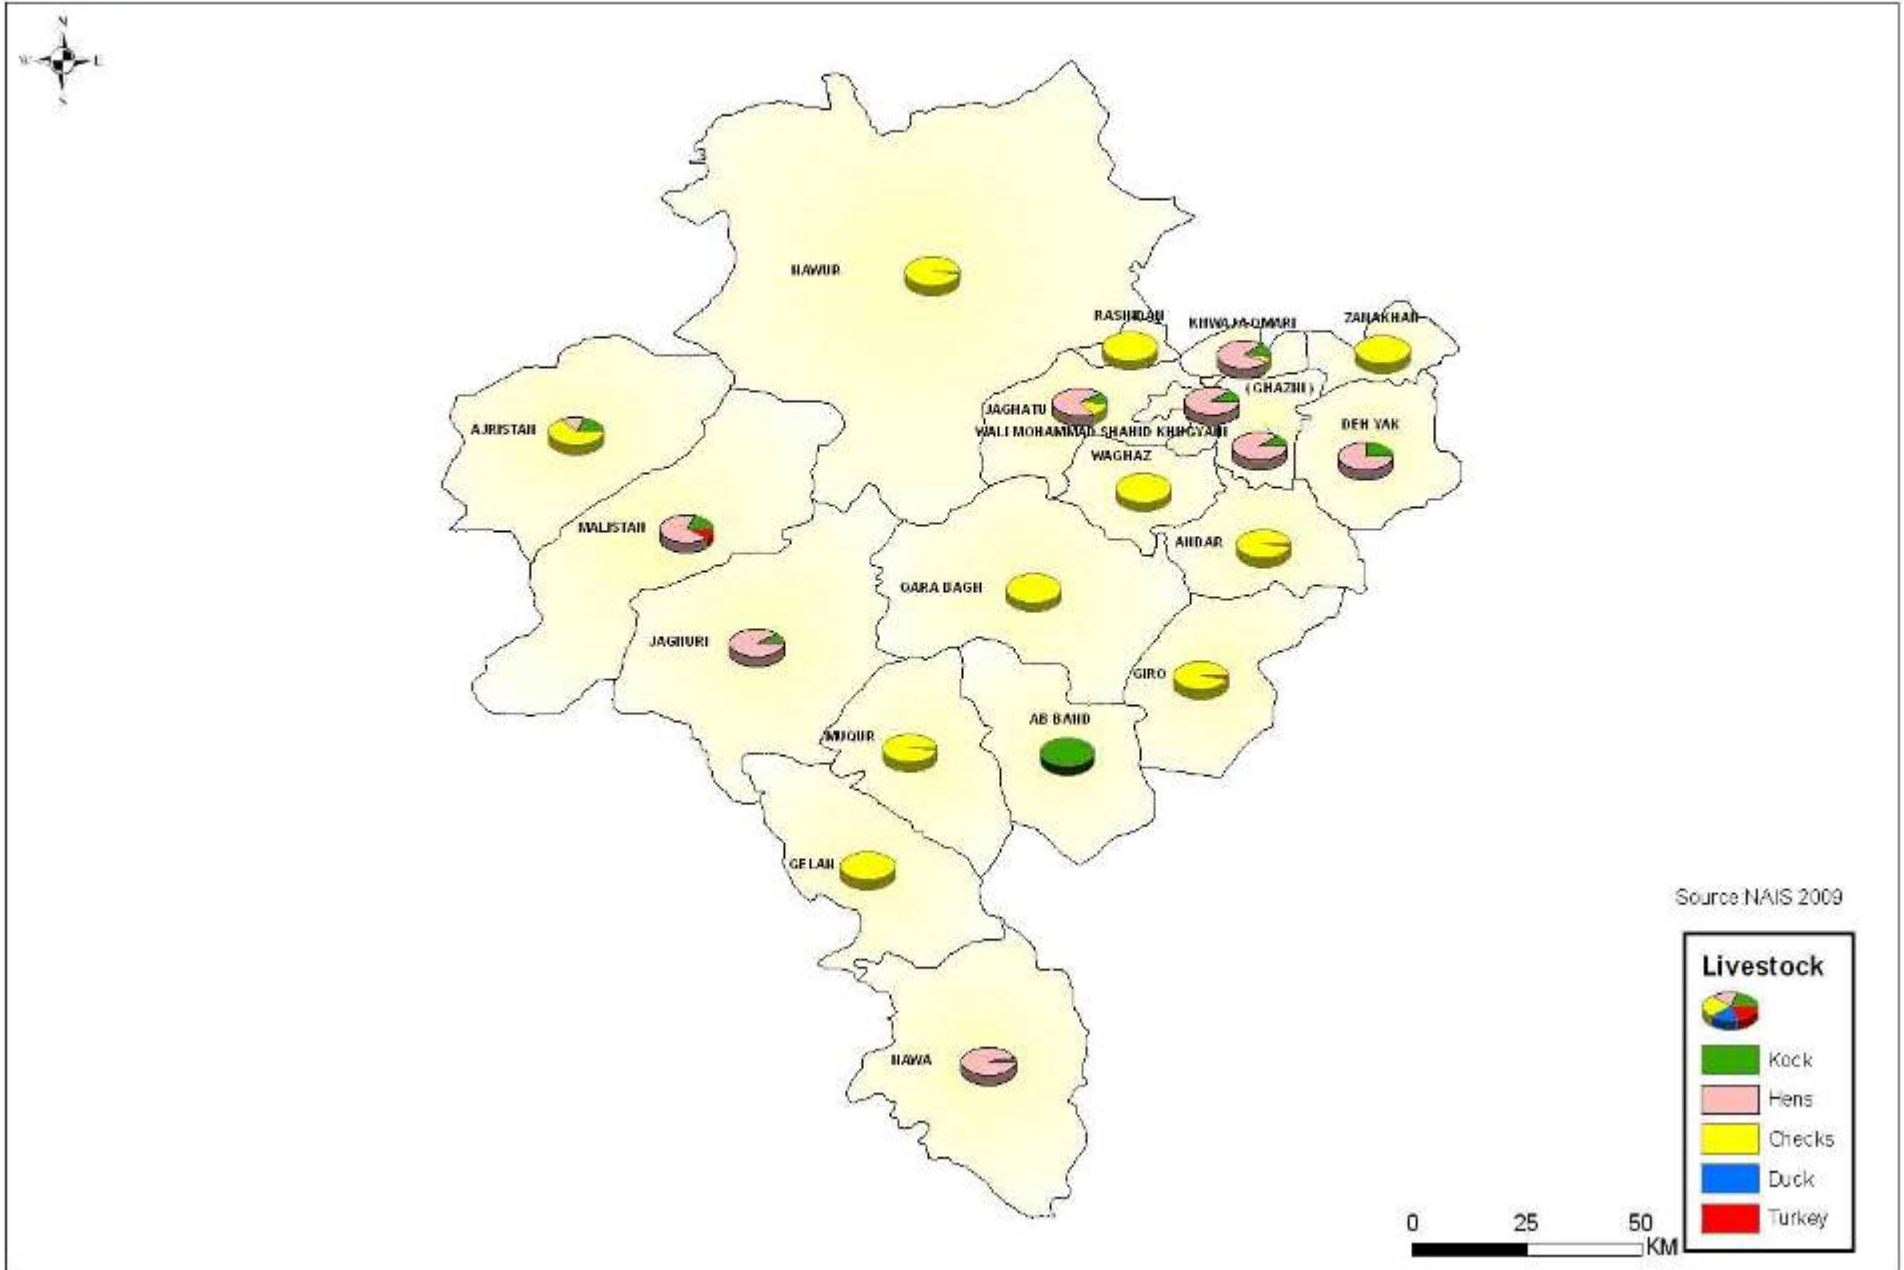 N
W E
S
NAWUR
RASHIDAN
KHWAJA OMARI
ZANAKHAN
(GHAZNI)
JAGHATU
AJRISTAN
DEH YAK
WALI MOHAMMAD SHAHID KHUGYANI
WAGHAZ
MALISTAN
ANDAR
QARA BAGH
JAGHURI
GIRO
AB BAND
MUQUR
GELAN
Source:NAIS 2009
Livestock
NAWA
Kock
Hens
Checks
Duck
Turkey
0 25 50
KM